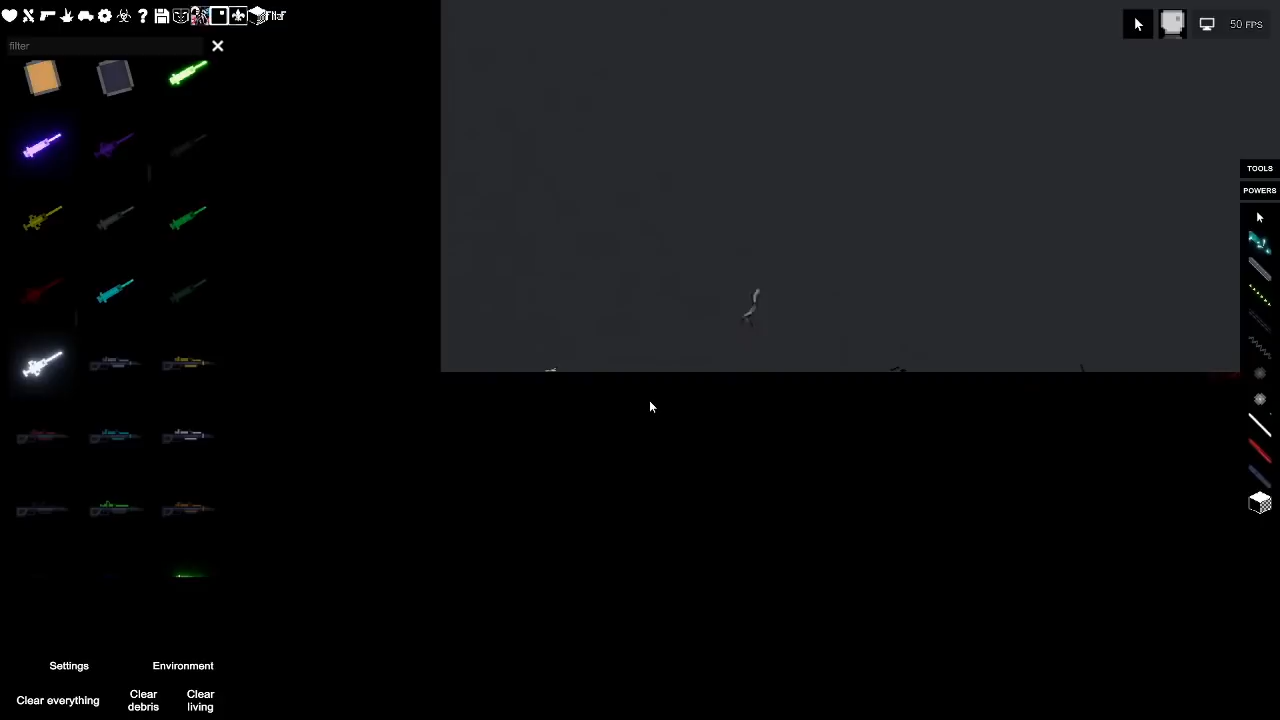 50 FPS
filter
TOOLS
POWERS
Settings
Environment
Clear everything
Clear debris
Clear living